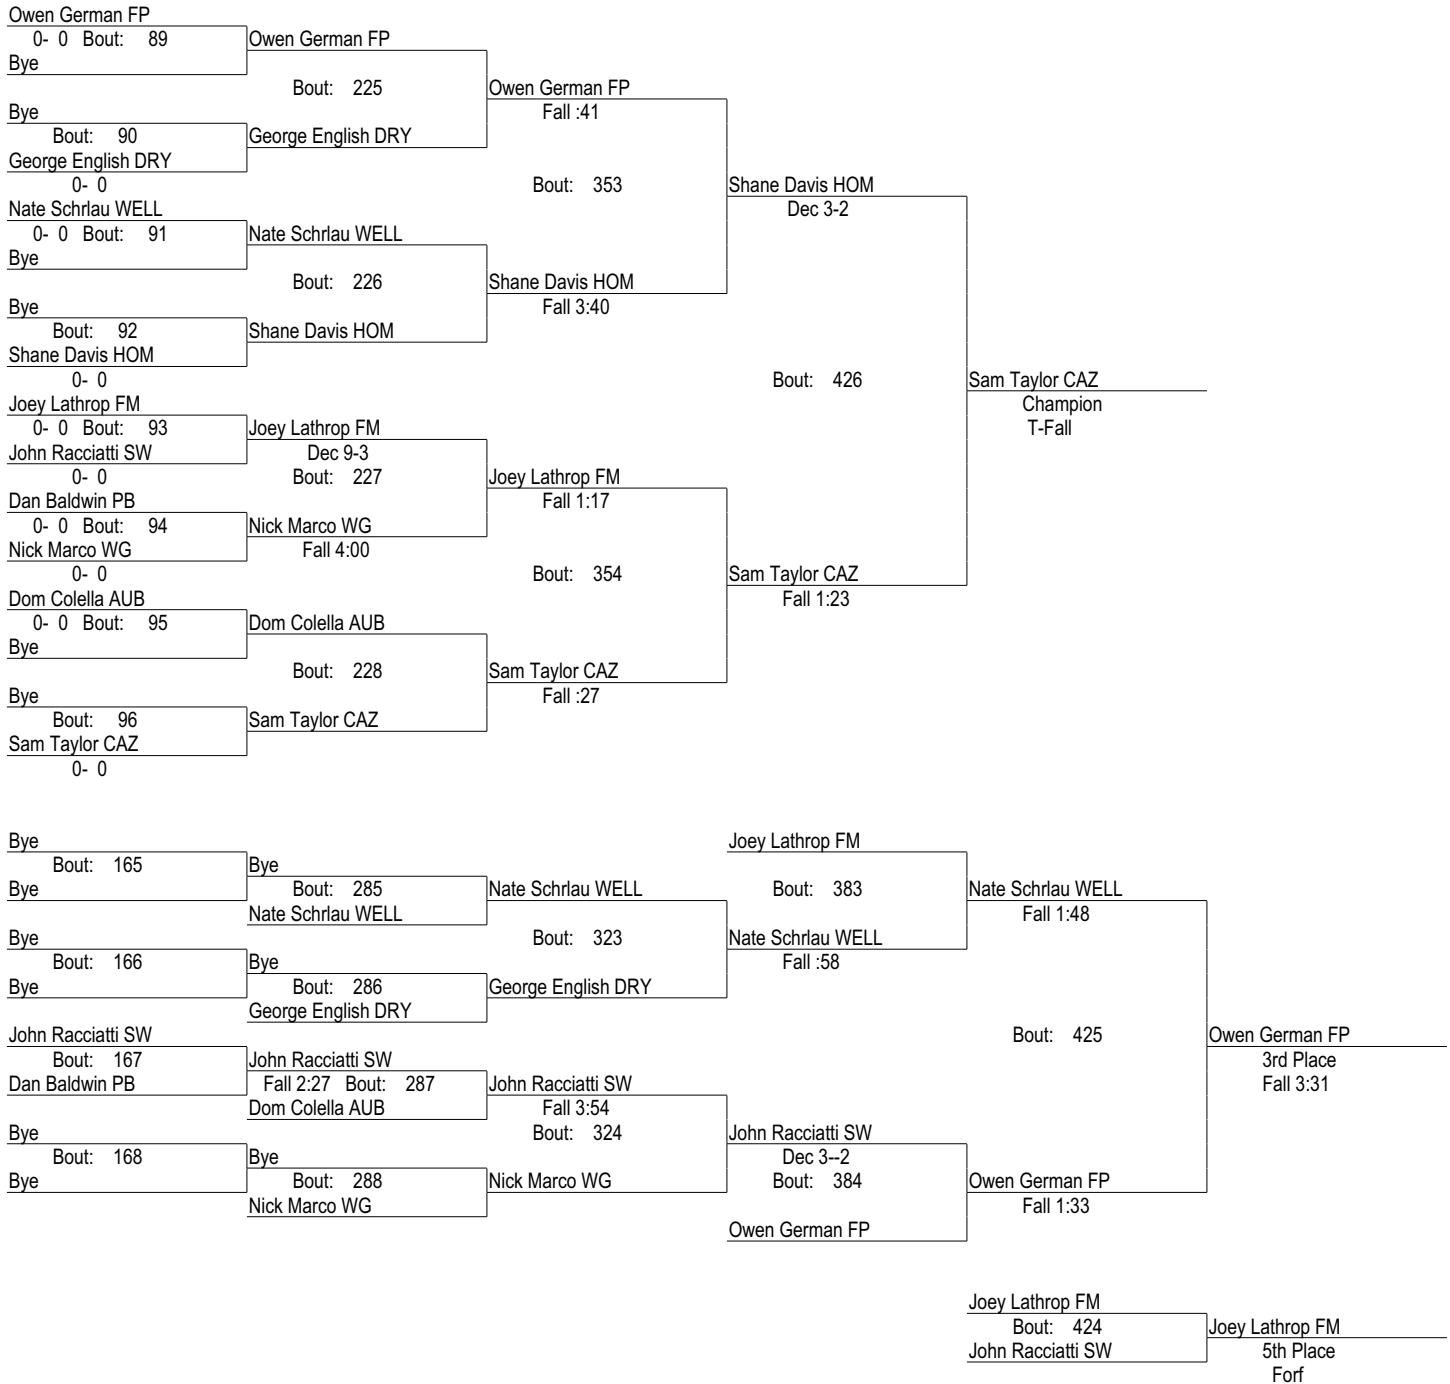 Owen German FP
0- 0 Bout: 89 Owen German FP
Bye
Bout: 225 Owen German FP
Bye Fall :41
Bout: 90 George English DRY
George English DRY
0- 0 Bout: 353 Shane Davis HOM
Nate Schrlau WELL Dec 3-2
0- 0 Bout: 91 Nate Schrlau WELL
Bye
Bout: 226 Shane Davis HOM
Bye Fall 3:40
Bout: 92 Shane Davis HOM
Shane Davis HOM
0- 0 Bout: 426 Sam Taylor CAZ
Joey Lathrop FM Champion
0- 0 Bout: 93 Joey Lathrop FM T-Fall
John Racciatti SW Dec 9-3
0- 0 Bout: 227 Joey Lathrop FM
Dan Baldwin PB Fall 1:17
0- 0 Bout: 94 Nick Marco WG
Nick Marco WG Fall 4:00
0- 0 Bout: 354 Sam Taylor CAZ
Dom Colella AUB Fall 1:23
0- 0 Bout: 95 Dom Colella AUB
Bye
Bout: 228 Sam Taylor CAZ
Bye Fall :27
Bout: 96 Sam Taylor CAZ
Sam Taylor CAZ
0- 0
Bye Joey Lathrop FM
Bout: 165 Bye
Bye Bout: 285 Nate Schrlau WELL Bout: 383 Nate Schrlau WELL
Nate Schrlau WELL Fall 1:48
Bye Bout: 323 Nate Schrlau WELL
Bout: 166 Bye Fall :58
Bye Bout: 286 George English DRY
George English DRY
John Racciatti SW Bout: 425 Owen German FP
Bout: 167 John Racciatti SW 3rd Place
Dan Baldwin PB Fall 2:27 Bout: 287 John Racciatti SW Fall 3:31
Dom Colella AUB Fall 3:54
Bye Bout: 324 John Racciatti SW
Bout: 168 Bye Dec 3--2
Bye Bout: 288 Nick Marco WG Bout: 384 Owen German FP
Nick Marco WG Fall 1:33
Owen German FP
Joey Lathrop FM
Bout: 424 Joey Lathrop FM
John Racciatti SW 5th Place
Forf